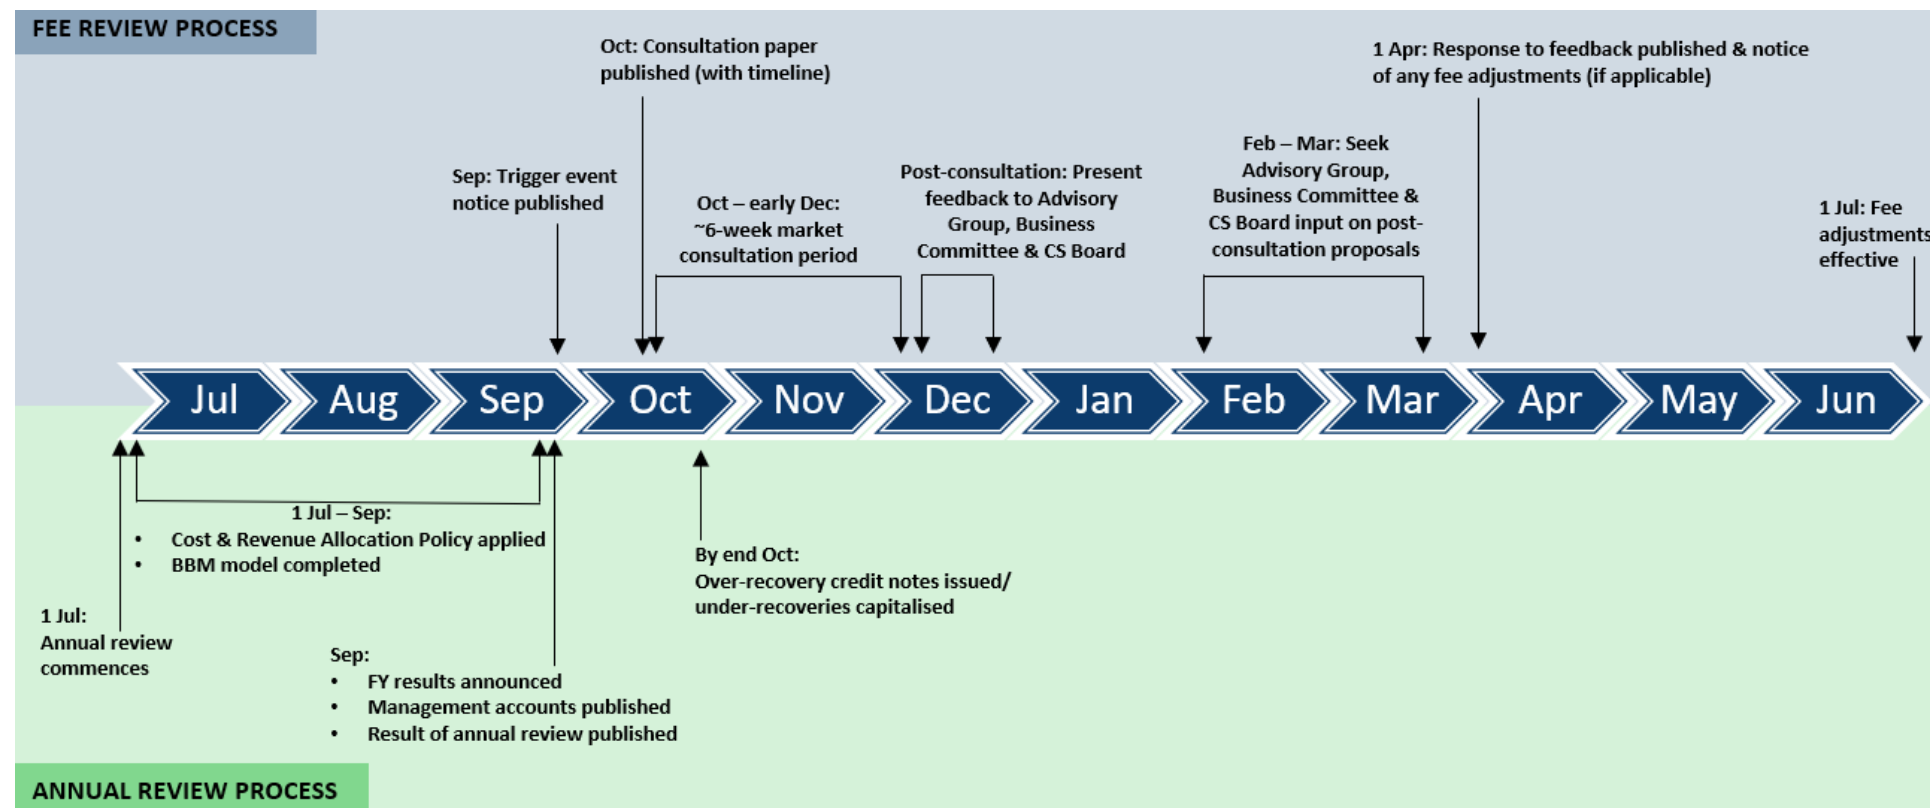 FEE REVIEW PROCESS
Oct: Consultation paper
published (with timeline)
1 Apr: Response to feedback published & notice
of any fee adjustments (if applicable)
Sep: Trigger event
notice published
Oct – early Dec:
~6-week market
consultation period
Post-consultation: Present
feedback to Advisory
Group, Business
Committee & CS Board
Feb – Mar: Seek
Advisory Group,
Business Committee &
CS Board input on post-
consultation proposals
1 Jul: Fee
adjustments
effective
Jul
Aug
Sep
Oct
Nov
Dec
Jan
Feb
Mar
Apr
May
Jun
1 Jul – Sep:
• Cost & Revenue Allocation Policy applied
• BBM model completed
1 Jul:
Annual review
commences
Sep:
• FY results announced
• Management accounts published
• Result of annual review published
By end Oct:
Over-recovery credit notes issued/
under-recoveries capitalised
ANNUAL REVIEW PROCESS